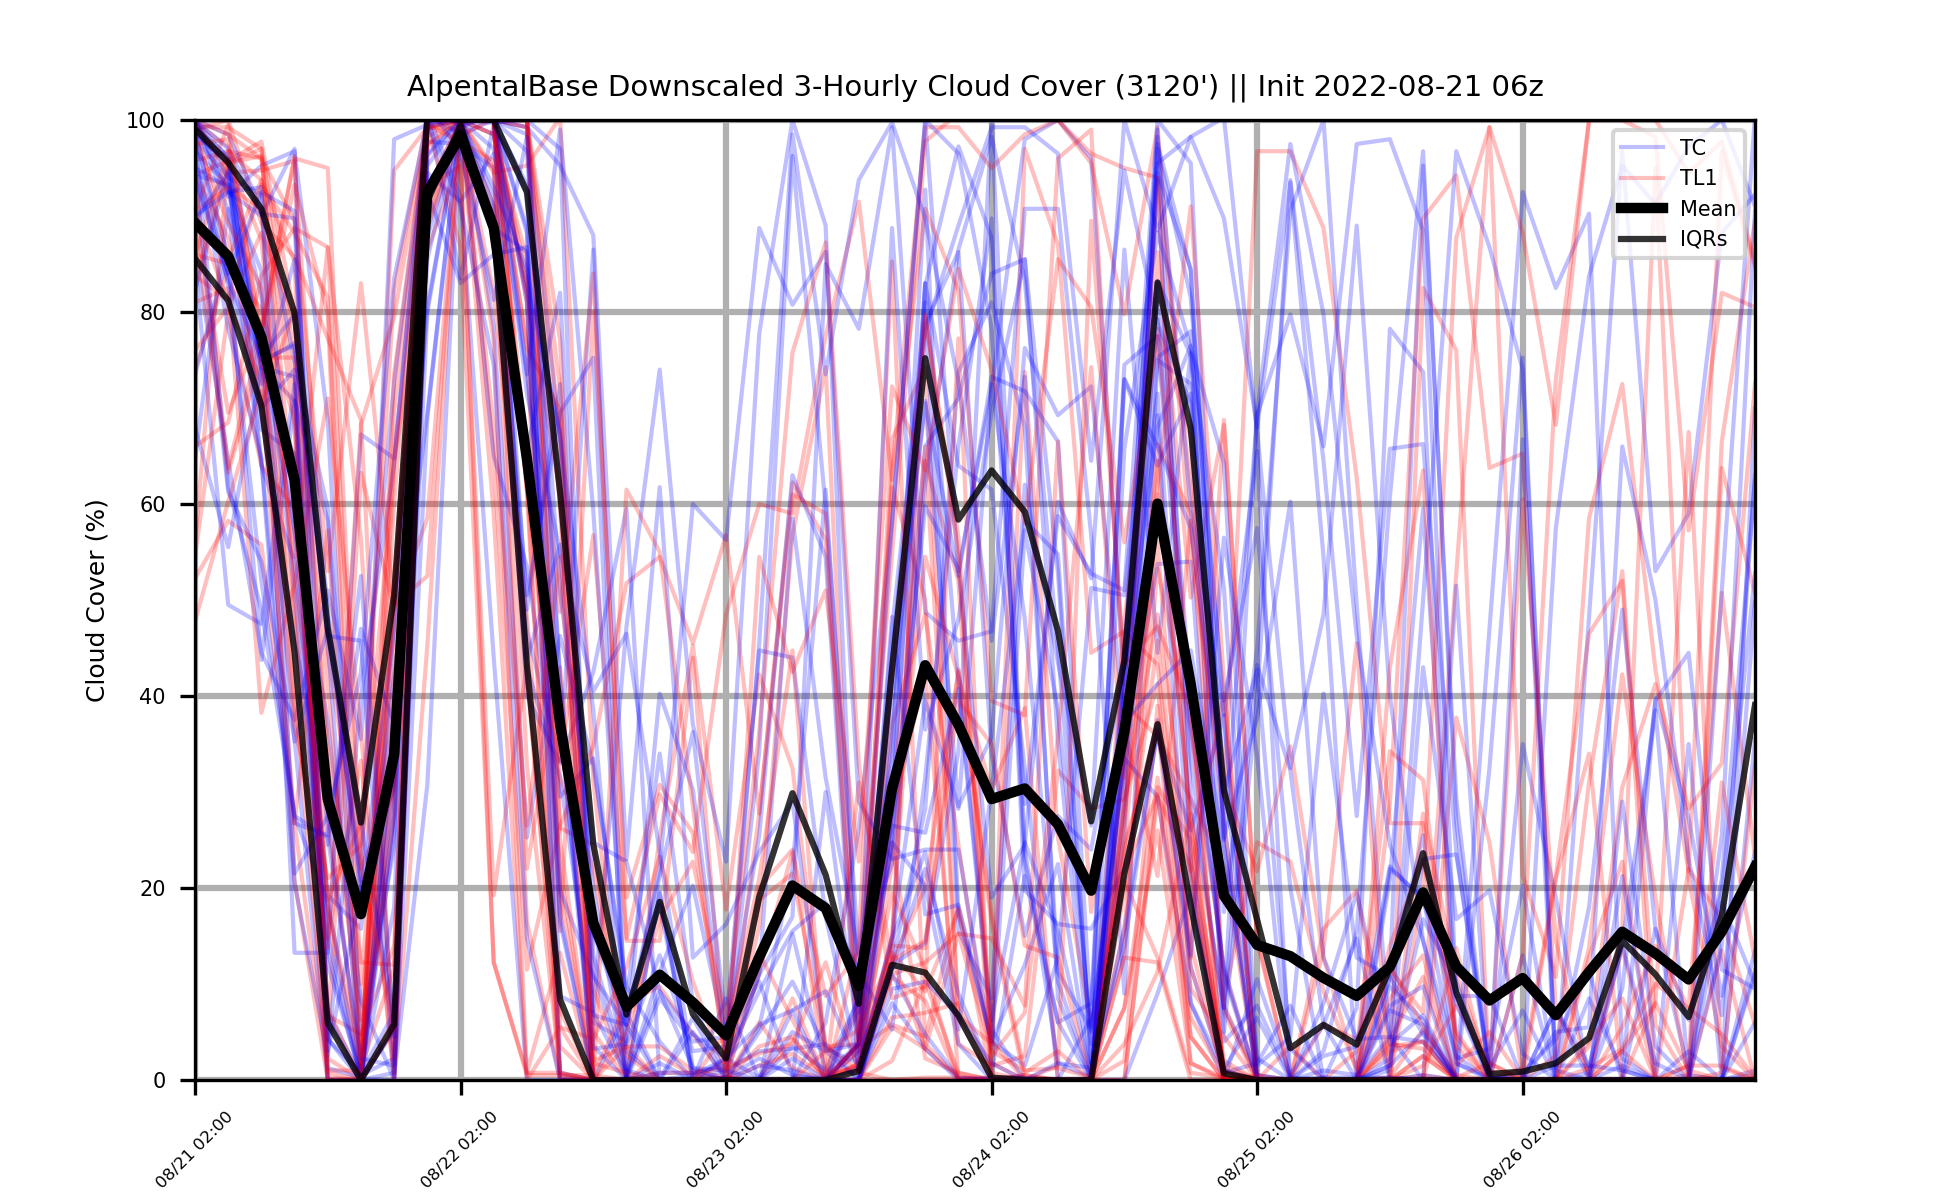 AlpentalBase Downscaled 3-Hourly Cloud Cover (3120') || Init 2022-08-21 06z
Cloud Cover (%)
100
80
60
40
20
0
TC
TL1
Mean
IQRs
08/21 02:00
08/22 02:00
08/23 02:00
08/24 02:00
08/25 02:00
08/26 02:00